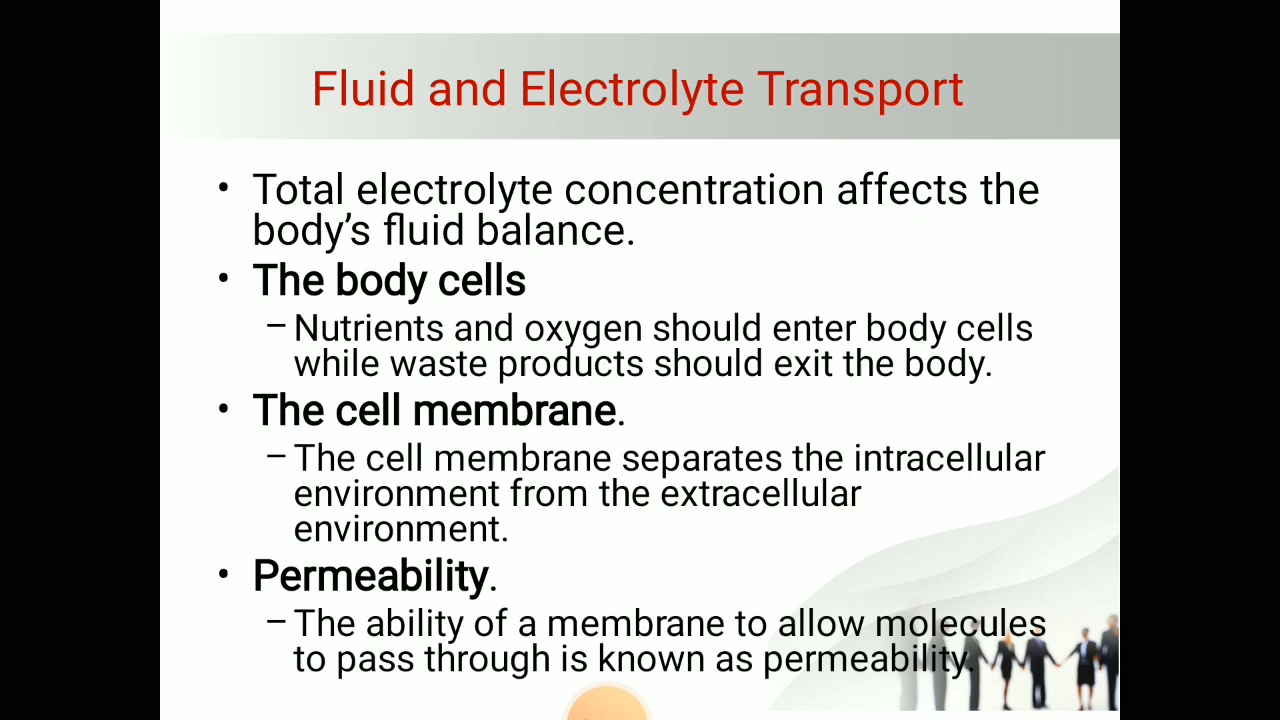 Fluid and Electrolyte Transport
• Total electrolyte concentration affects the
body’s fluid balance.
• The body cells
– Nutrients and oxygen should enter body cells
while waste products should exit the body.
• The cell membrane.
– The cell membrane separates the intracellular
environment from the extracellular
environment.
• Permeability.
– The ability of a membrane to allow molecules
to pass through is known as permeability.